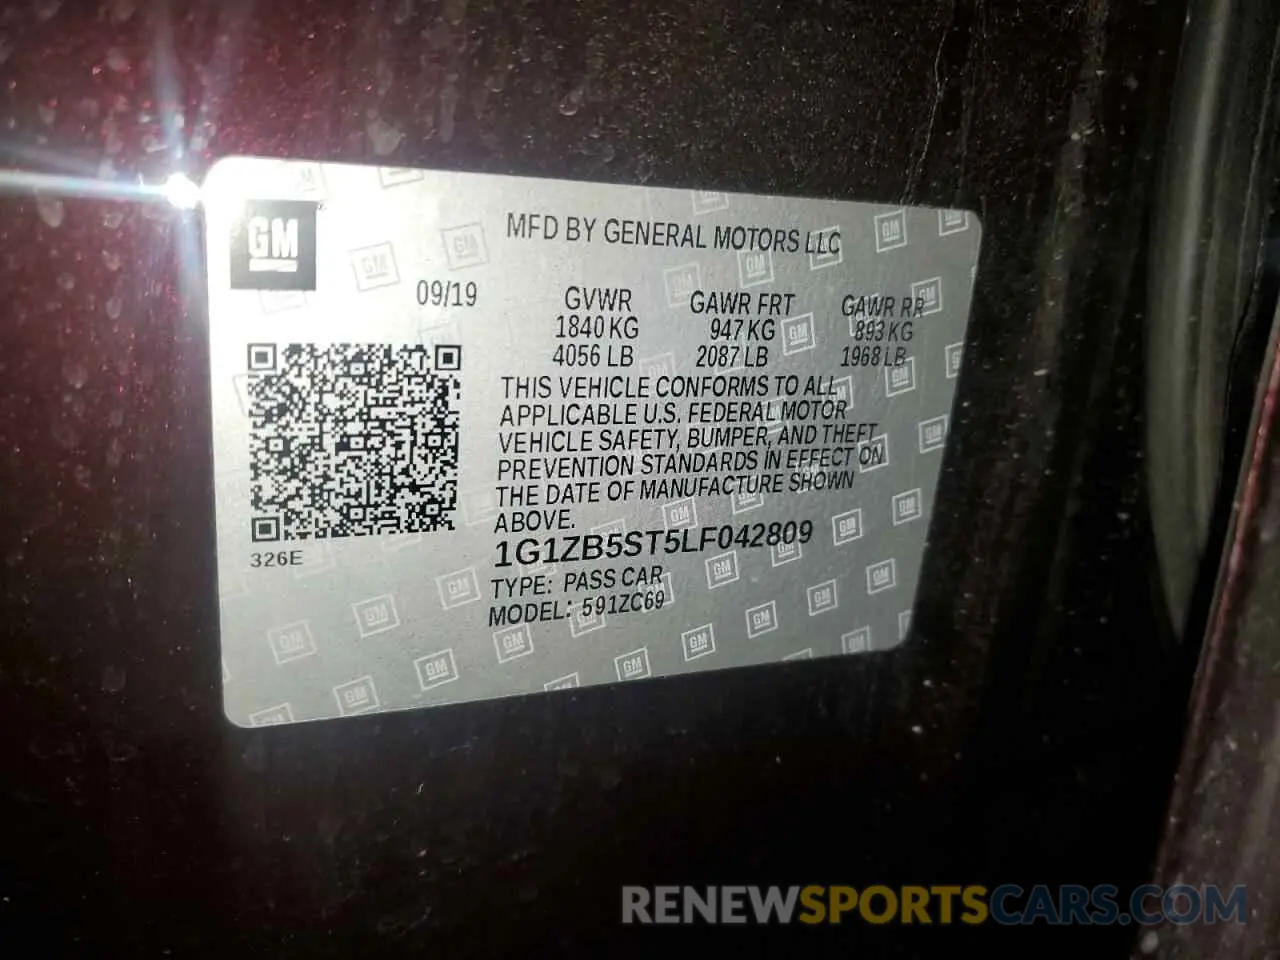 GM
MFD BY GENERAL MOTORS LLC
09/19
GVWR GAWR FRT GAWR RR
1840 KG 947 KG 893 KG
4056 LB 2087 LB 1968 LB
THIS VEHICLE CONFORMS TO ALL
APPLICABLE U.S. FEDERAL MOTOR
VEHICLE SAFETY, BUMPER, AND THEFT
PREVENTION STANDARDS IN EFFECT ON
THE DATE OF MANUFACTURE SHOWN
ABOVE.
326E
1G1ZB5ST5LF042809
TYPE: PASS CAR
MODEL: 591ZC69
RENEWSPORTSCARS.COM